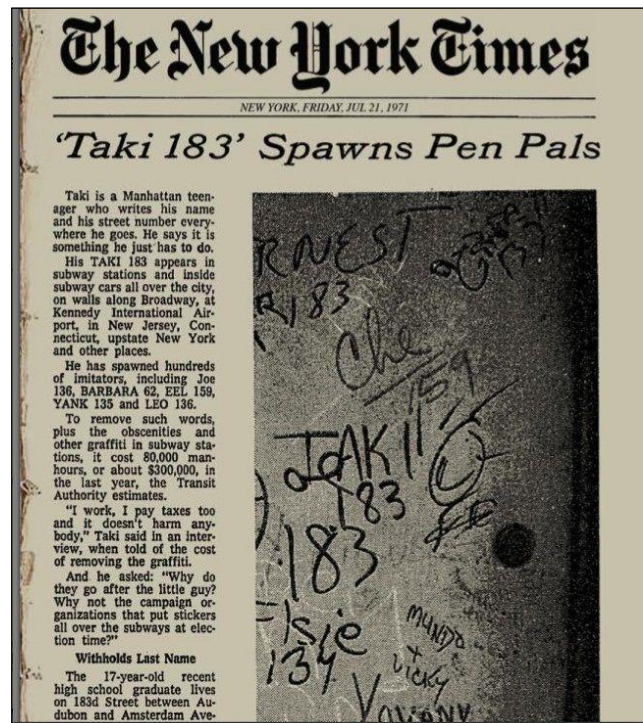 The New York Times
NEW YORK, FRIDAY, JUL 21, 1971
‘Taki 183’ Spawns Pen Pals
Taki is a Manhattan teen-
ager who writes his name
and his street number every-
where he goes. He says it is
something he just has to do.
His TAKI 183 appears in
subway stations and inside
subway cars all over the city,
on walls along Broadway, at
Kennedy International Air-
port, in New Jersey, Con-
necticut, upstate New York
and other places.
He has spawned hundreds
of imitators, including Joe
136, BARBARA 62, EEL 159,
YANK 135 and LEO 136.
To remove such words,
plus the obscenities and
other graffiti in subway sta-
tions, it cost 80,000 man-
hours, or about $300,000, in
the last year, the Transit
Authority estimates.
“I work, I pay taxes too
and it doesn’t harm any-
body,” Taki said in an inter-
view, when told of the cost
of removing the graffiti.
And he asked: “Why do
they go after the little guy?
Why not the campaign or-
ganizations that put stickers
all over the subways at elec-
tion time?”
Withholds Last Name
The 17-year-old recent
high school graduate lives
on 183d Street between Au-
dubon and Amsterdam Ave-
RNEST
183
Che
159
TAKI
183
183
Elsie
134
MUNDO
+
VICKY